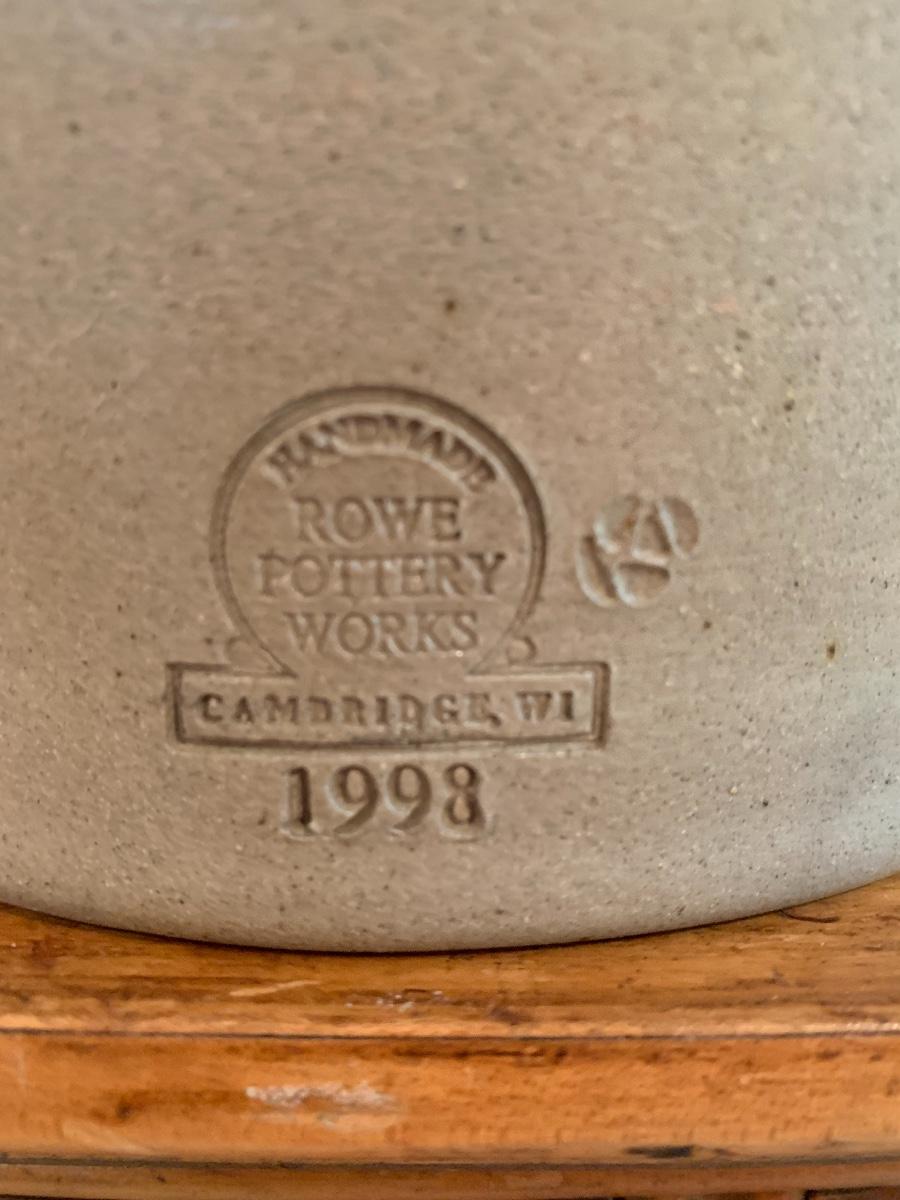 HANDMADE
ROWE
POTTERY
WORKS
CAMBRIDGE, WI
1998